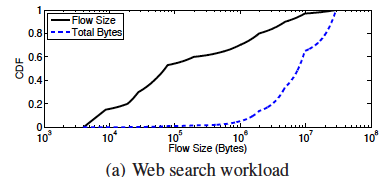 1
0.8
0.6
0.4
0.2
0
CDF
Flow Size
Total Bytes
10³ 10⁴ 10⁵ 10⁶ 10⁷ 10⁸
Flow Size (Bytes)
(a) Web search workload